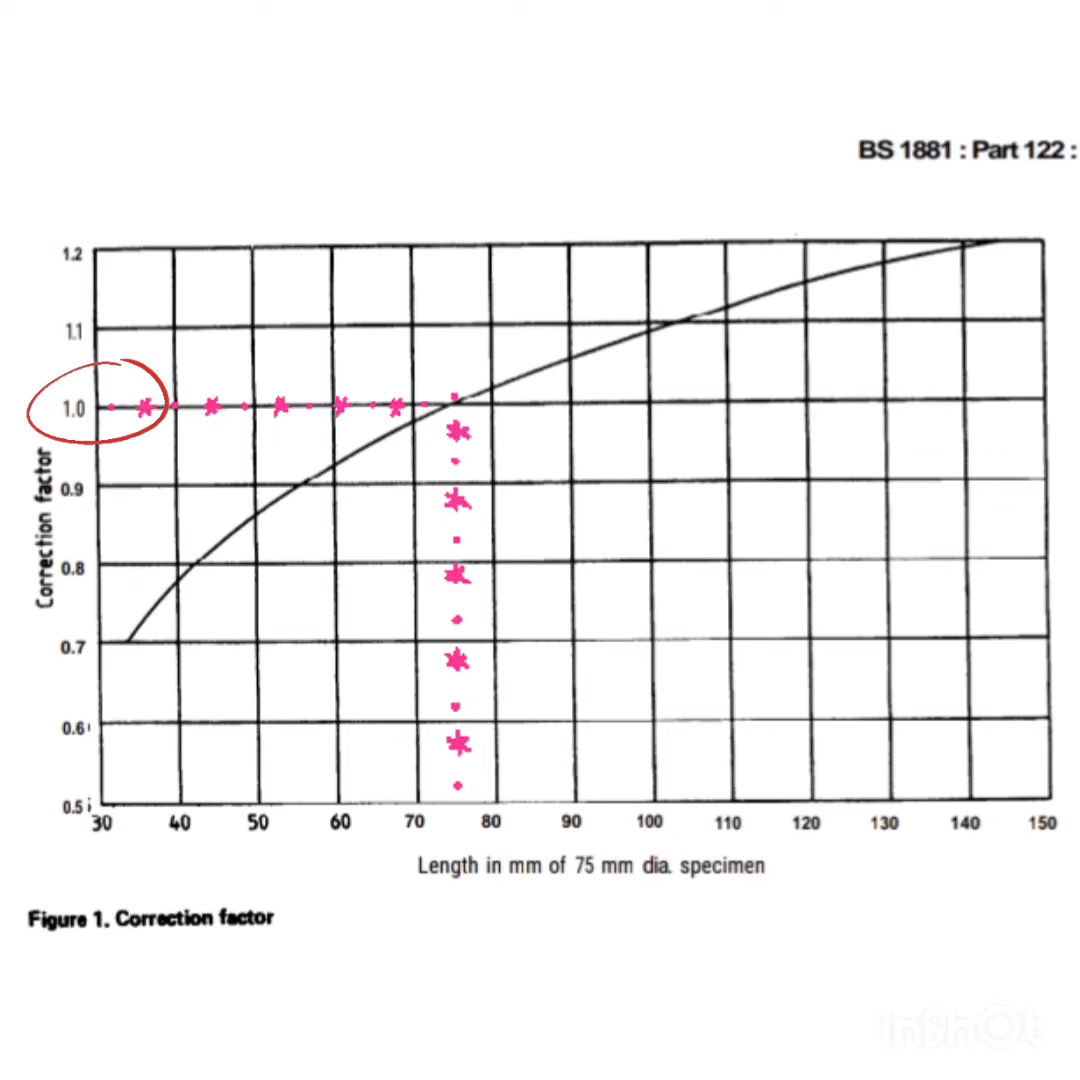 BS 1881 : Part 122 :
1.2
1.1
1.0
0.9
0.8
0.7
0.6
0.5
Correction factor
30 40 50 60 70 80 90 100 110 120 130 140 150
Length in mm of 75 mm dia. specimen
Figure 1. Correction factor
InShOt